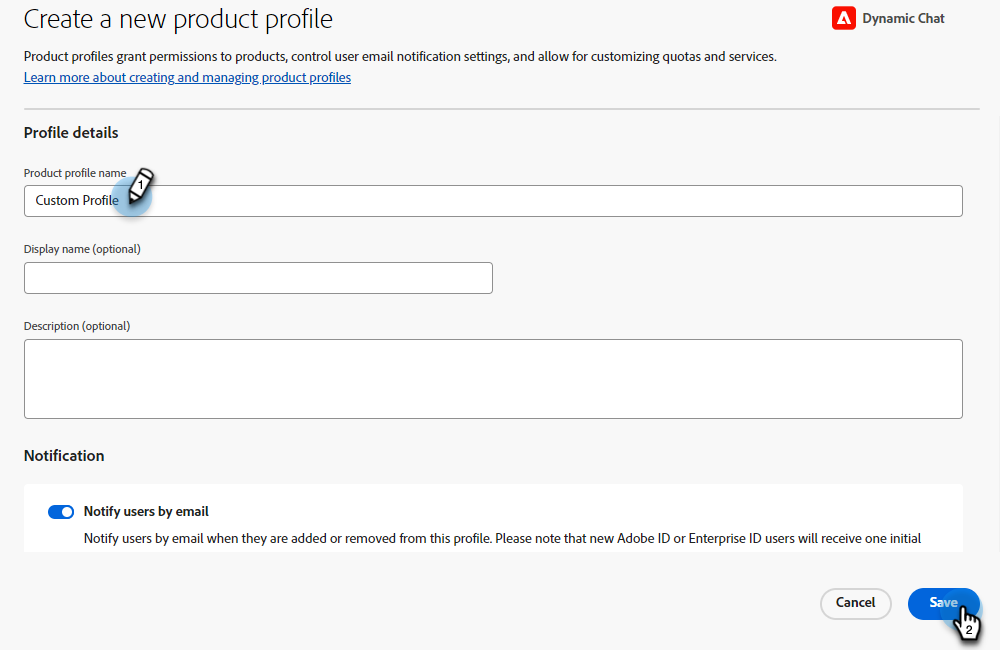 Create a new product profile
Dynamic Chat
Product profiles grant permissions to products, control user email notification settings, and allow for customizing quotas and services.
Learn more about creating and managing product profiles
Profile details
Product profile name
1
Custom Profile
Display name (optional)
Description (optional)
Notification
Notify users by email
Notify users by email when they are added or removed from this profile. Please note that new Adobe ID or Enterprise ID users will receive one initial
Cancel
Save
2